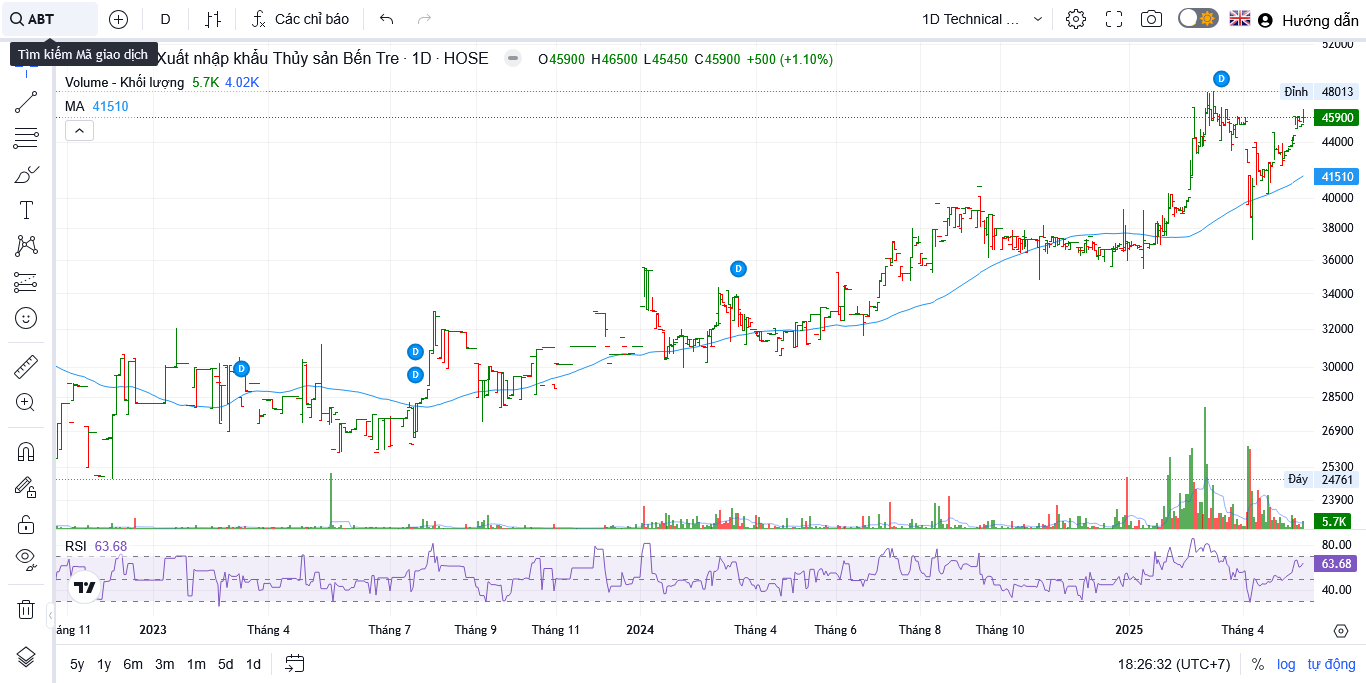 ABT
D
Các chỉ báo
1D Technical ...
Hướng dẫn
Tìm kiếm Mã giao dịch
Xuất nhập khẩu Thủy sản Bến Tre · 1D · HOSE
O45900 H46500 L45450 C45900 +500 (+1.10%)
Volume - Khối lượng 5.7K 4.02K
MA 41510
52000
Đỉnh 48013
45900
44000
41510
40000
38000
36000
34000
32000
30000
28500
26900
25300
Đáy 24761
23900
5.7K
D
D
D
D
D
RSI 63.68
80.00
63.68
40.00
áng 11 2023 Tháng 4 Tháng 7 Tháng 9 Tháng 11 2024 Tháng 4 Tháng 6 Tháng 8 Tháng 10 2025 Tháng 4
5y 1y 6m 3m 1m 5d 1d
18:26:32 (UTC+7) % log tự động